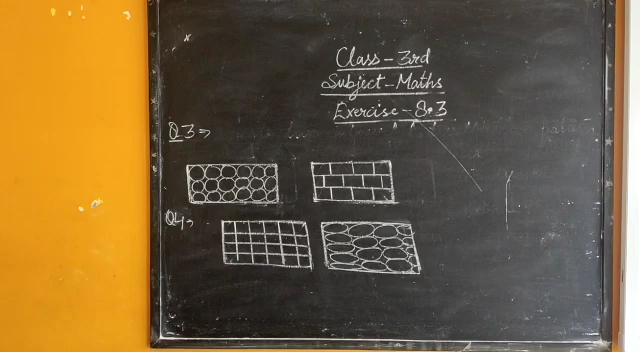 Class-3rd
Subject-Maths
Exercise-8.3
Q3⇒
Q4⇒